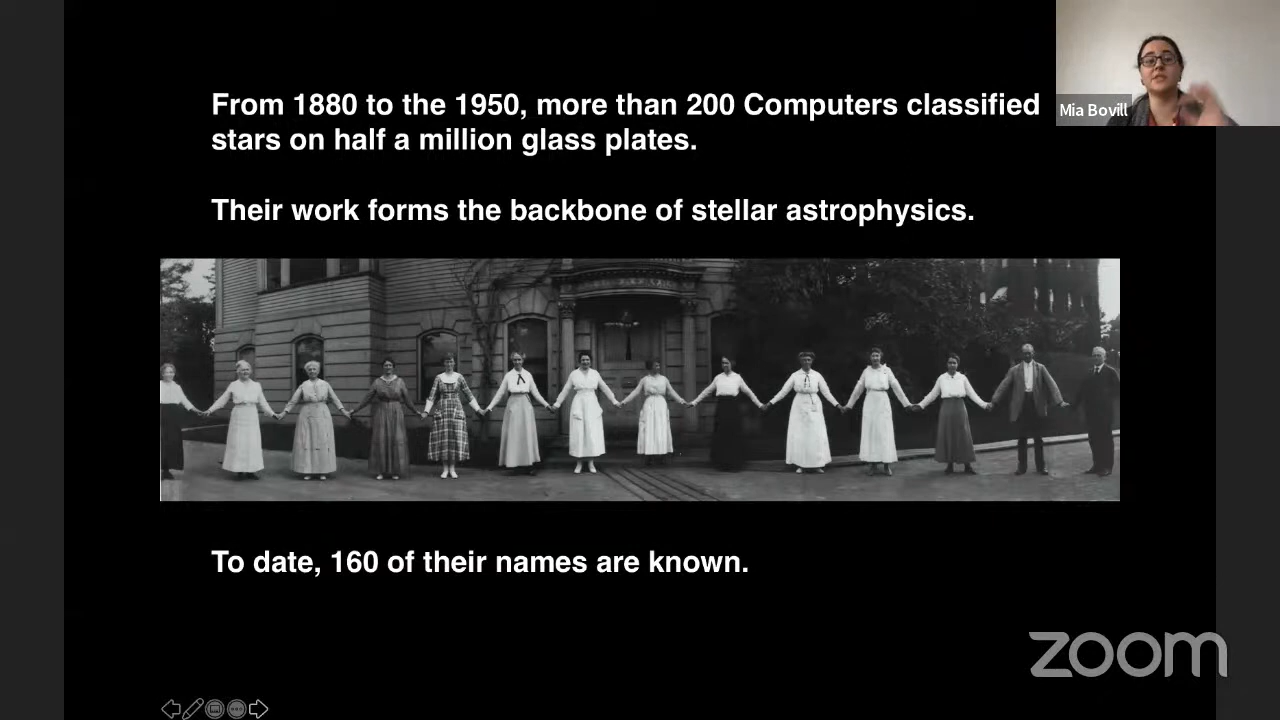 From 1880 to the 1950, more than 200 Computers classified
Mia Bovill
stars on half a million glass plates.
Their work forms the backbone of stellar astrophysics.
To date, 160 of their names are known.
zoom